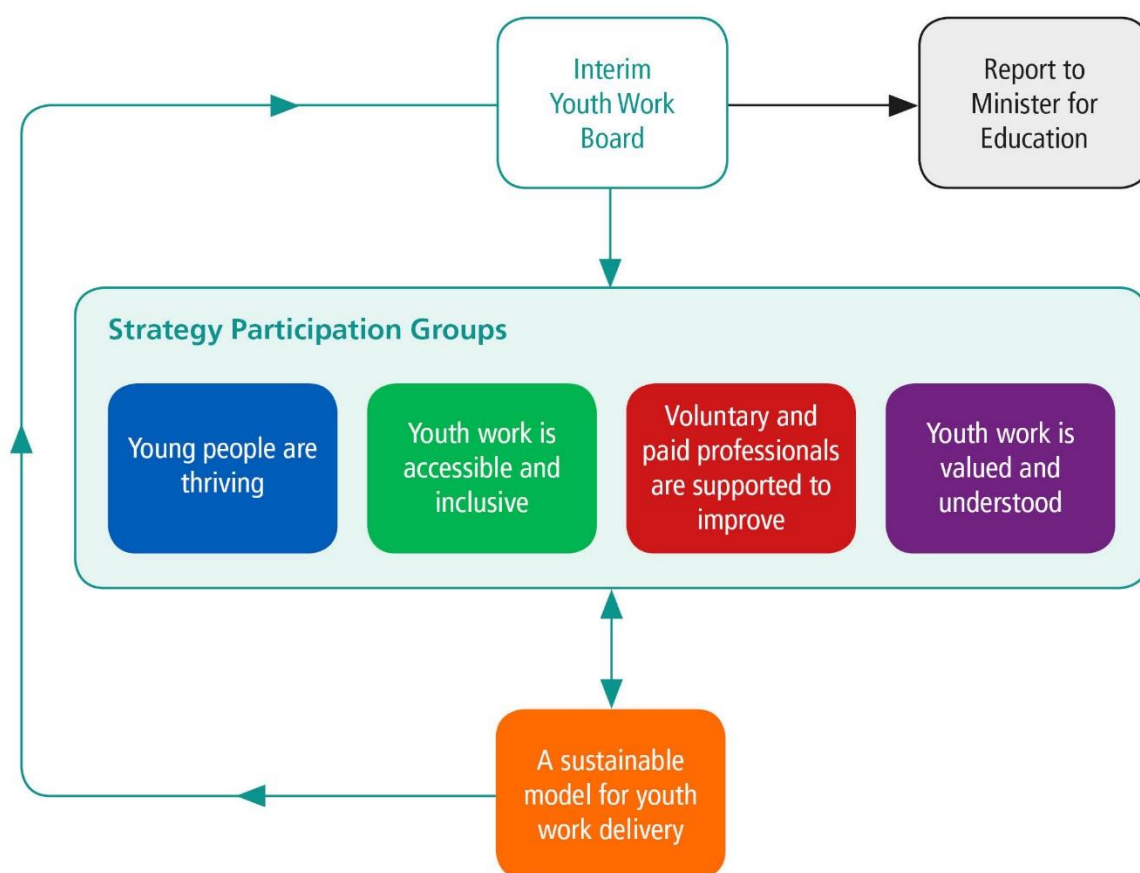 Interim
Youth Work
Board
Report to
Minister for
Education
Strategy Participation Groups
Young people are
thriving
Youth work is
accessible and
inclusive
Voluntary and
paid professionals
are supported to
improve
Youth work is
valued and
understood
A sustainable
model for youth
work delivery